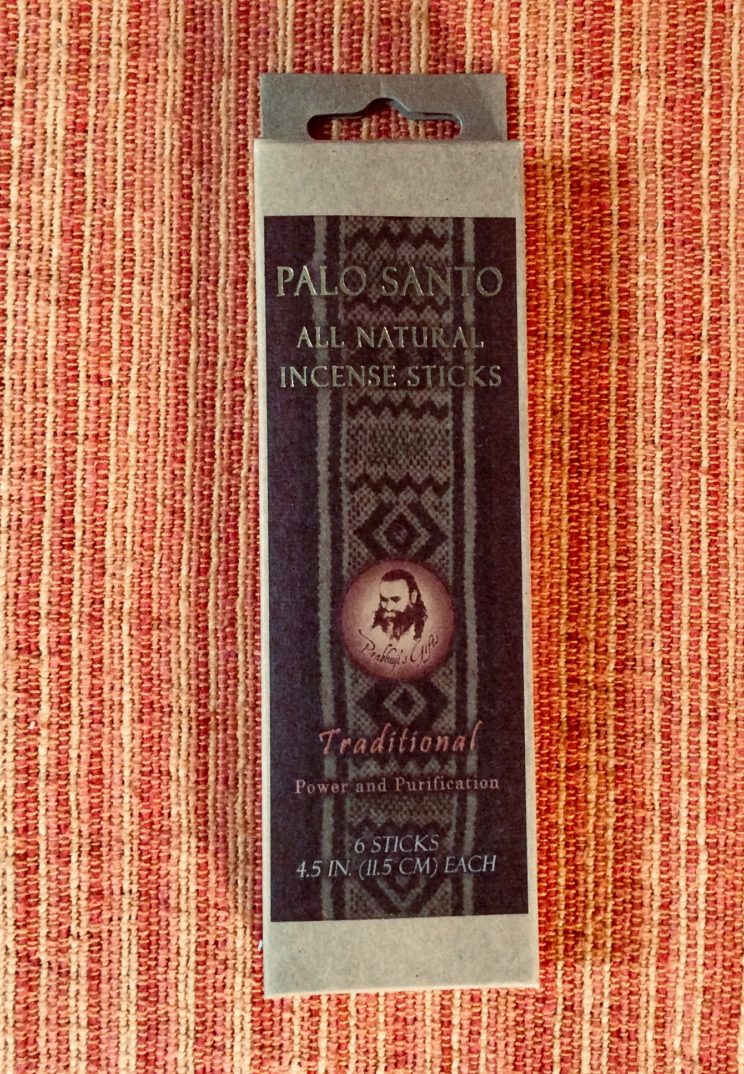 PALO SANTO
ALL NATURAL
INCENSE STICKS
Prabhuji's Gifts
Traditional
Power and Purification
6 STICKS
4.5 IN. (11.5 CM) EACH